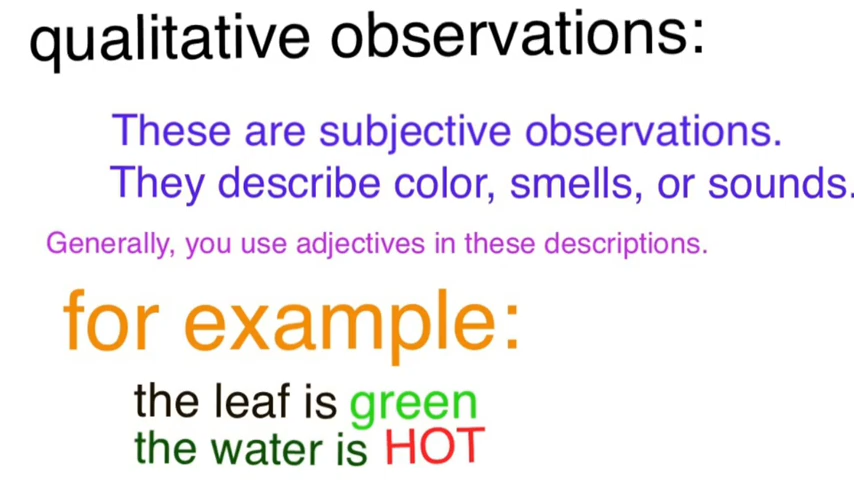 qualitative observations:
These are subjective observations.
They describe color, smells, or sounds.
Generally, you use adjectives in these descriptions.
for example:
the leaf is green
the water is HOT